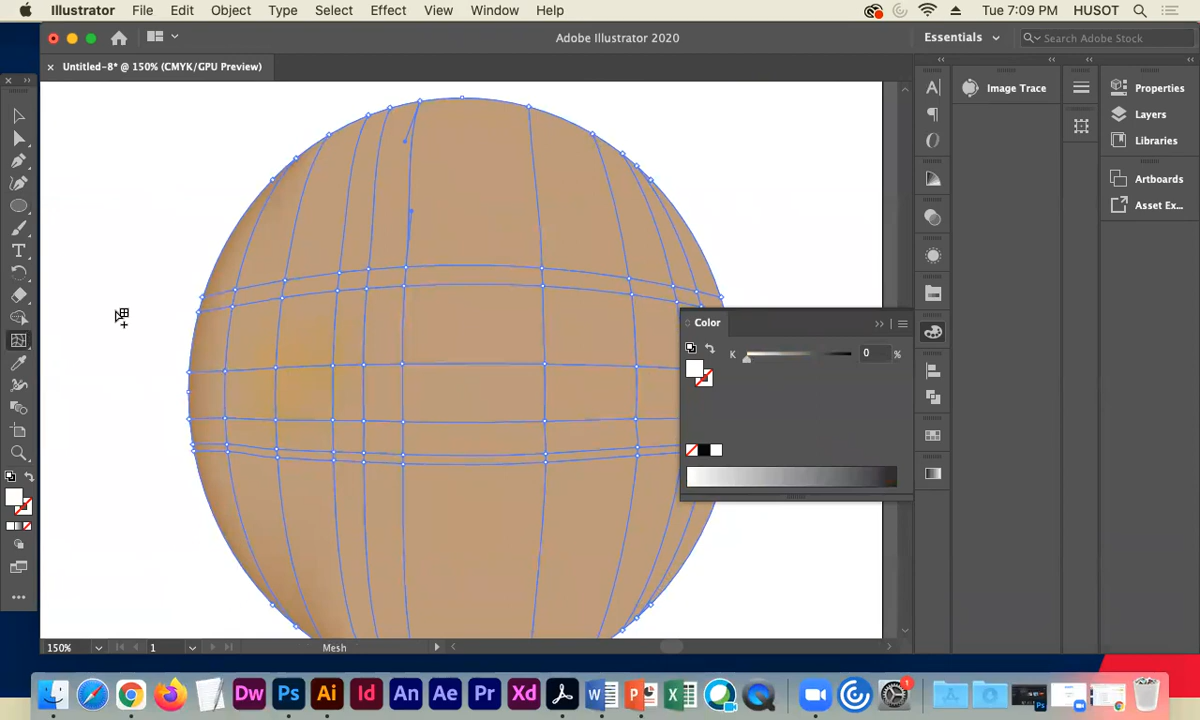 Illustrator File Edit Object Type Select Effect View Window Help Tue 7:09 PM HUSOT
Adobe Illustrator 2020 Essentials Search Adobe Stock
× Untitled-8* @ 150% (CMYK/GPU Preview)
Image Trace
Properties
Layers
Libraries
Artboards
Asset Ex...
Color
K 0 %
150% 1 Mesh
Dw Ps Ai Id An Ae Pr Xd W P X 1